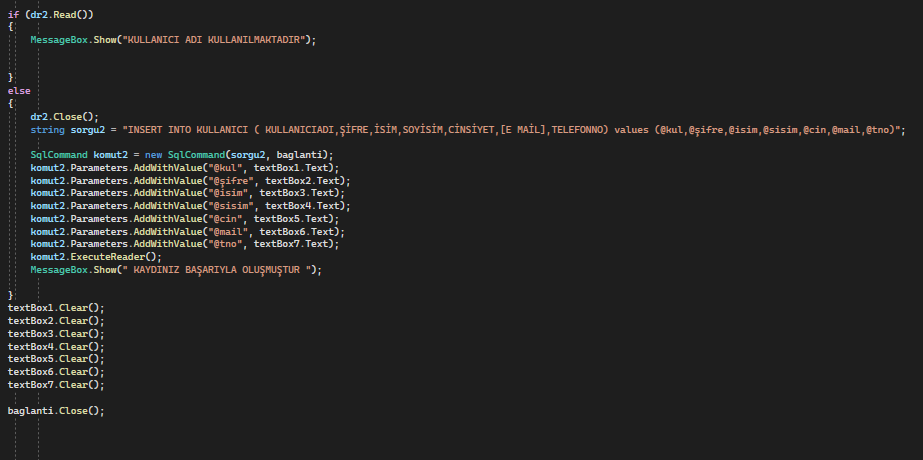 if (dr2.Read())
{
MessageBox.Show("KULLANICI ADI KULLANILMAKTADIR");
}
else
{
dr2.Close();
string sorgu2 = "INSERT INTO KULLANICI ( KULLANICIADI,ŞİFRE,İSİM,SOYİSİM,CİNSİYET,[E MAİL],TELEFONNO) values (@kul,@şifre,@isim,@sisim,@cin,@mail,@tno)";
SqlCommand komut2 = new SqlCommand(sorgu2, baglanti);
komut2.Parameters.AddWithValue("@kul", textBox1.Text);
komut2.Parameters.AddWithValue("@şifre", textBox2.Text);
komut2.Parameters.AddWithValue("@isim", textBox3.Text);
komut2.Parameters.AddWithValue("@sisim", textBox4.Text);
komut2.Parameters.AddWithValue("@cin", textBox5.Text);
komut2.Parameters.AddWithValue("@mail", textBox6.Text);
komut2.Parameters.AddWithValue("@tno", textBox7.Text);
komut2.ExecuteReader();
MessageBox.Show(" KAYDINIZ BAŞARIYLA OLUŞMUŞTUR ");
}
textBox1.Clear();
textBox2.Clear();
textBox3.Clear();
textBox4.Clear();
textBox5.Clear();
textBox6.Clear();
textBox7.Clear();
baglanti.Close();